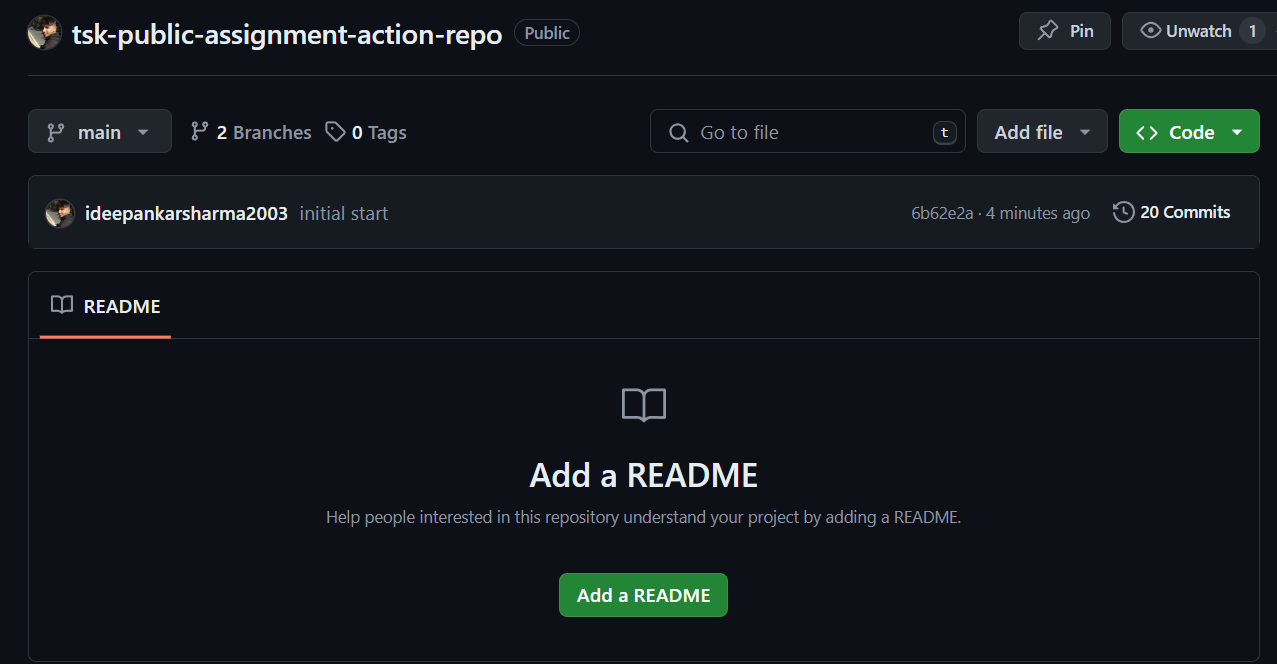 tsk-public-assignment-action-repo Public Pin Unwatch 1
main 2 Branches 0 Tags Go to file t Add file <> Code
ideepankarsharma2003 initial start 6b62e2a · 4 minutes ago 20 Commits
README
Add a README
Help people interested in this repository understand your project by adding a README.
Add a README